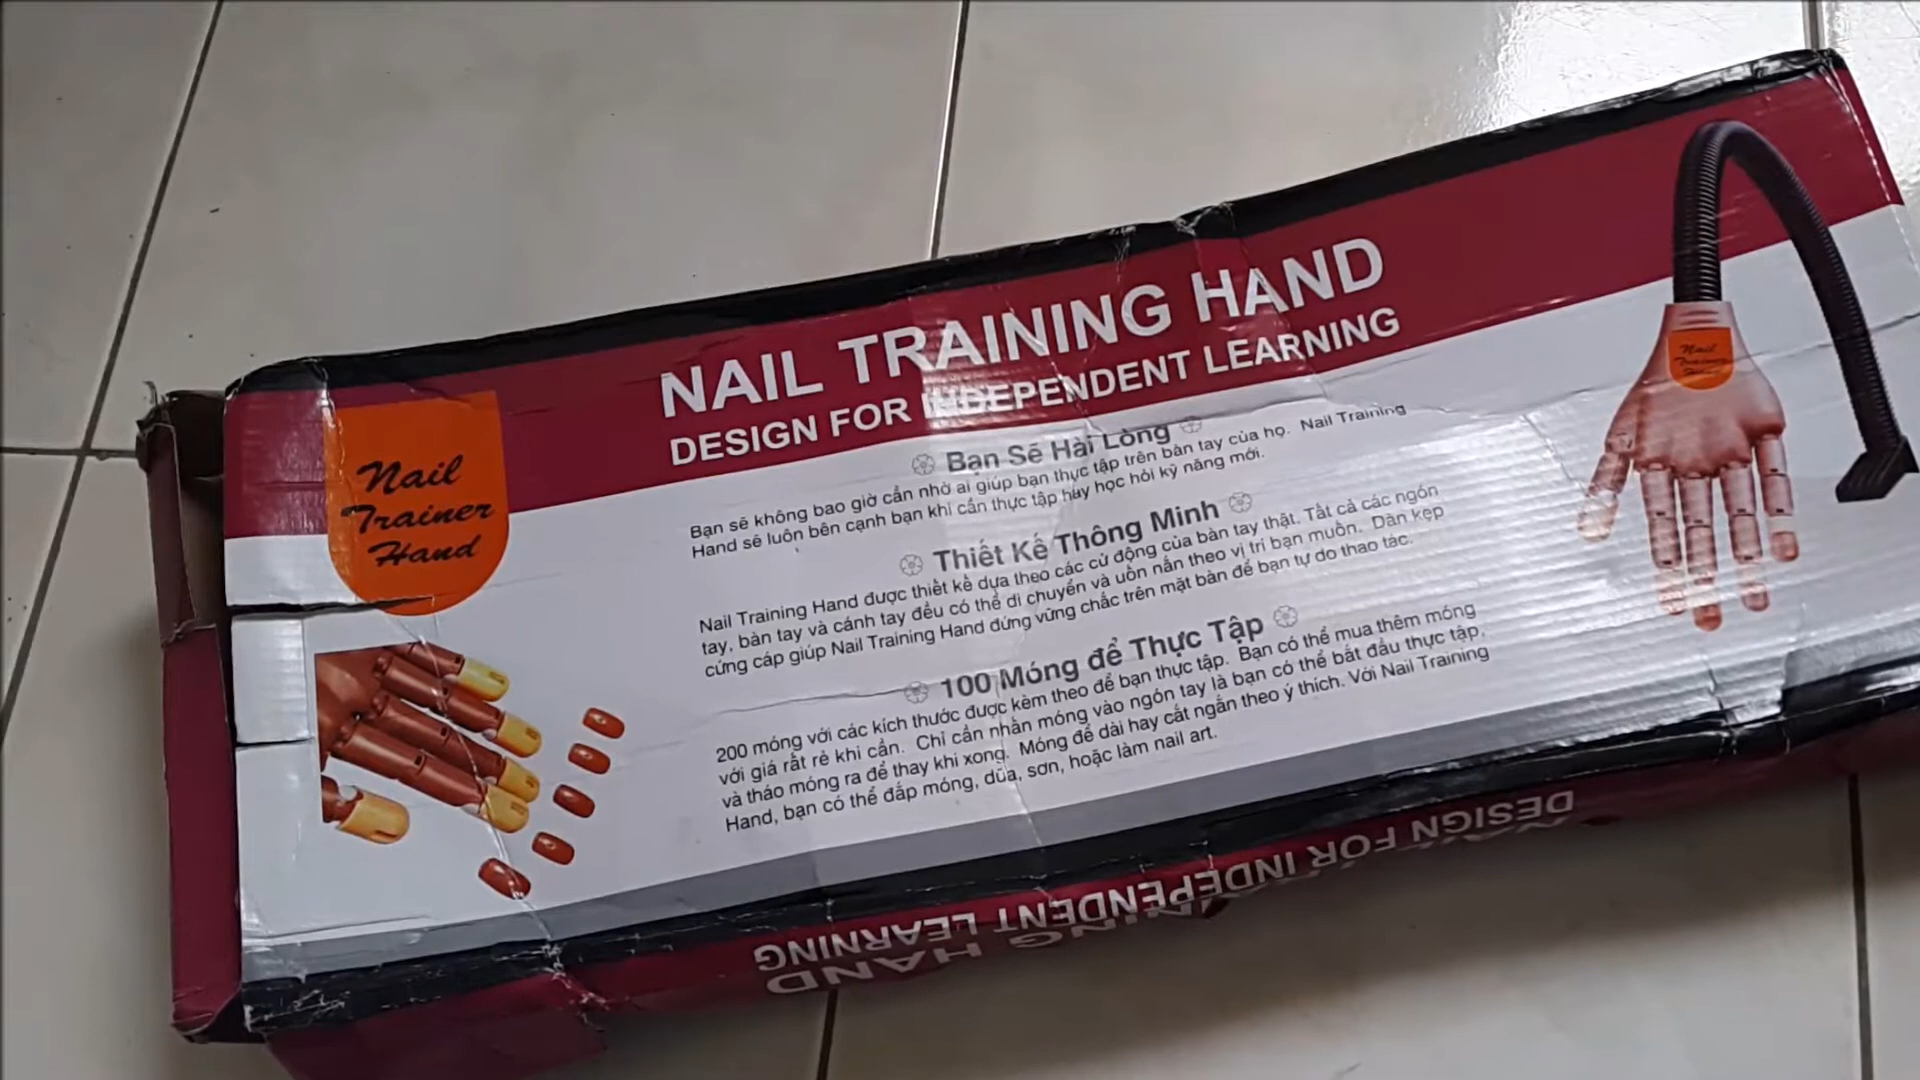 NAIL TRAINING HAND
DESIGN FOR INDEPENDENT LEARNING
Nail
Trainer
Hand
Bạn Sẽ Hài Lòng
Bạn sẽ không bao giờ cần nhờ ai giúp bạn thực tập trên bàn tay của họ. Nail Training
Hand sẽ luôn bên cạnh bạn khi cần thực tập hay học hỏi kỹ năng mới.
Thiết Kế Thông Minh
Nail Training Hand được thiết kế dựa theo các cử động của bàn tay thật. Tất cả các ngón
tay, bàn tay và cánh tay đều có thể di chuyển và uốn nắn theo vị trí bạn muốn. Dàn kẹp
cứng cáp giúp Nail Training Hand đứng vững chắc trên mặt bàn để bạn tự do thao tác.
100 Móng để Thực Tập
200 móng với các kích thước được kèm theo để bạn thực tập. Bạn có thể mua thêm móng
với giá rất rẻ khi cần. Chỉ cần nhấn móng vào ngón tay là bạn có thể bắt đầu thực tập,
và tháo móng ra để thay khi xong. Móng để dài hay cắt ngắn theo ý thích. Với Nail Training
Hand, bạn có thể đắp móng, dũa, sơn, hoặc làm nail art.
Nail
Trainer
Hand
HAND
DESIGN FOR INDEPENDENT LEARNING